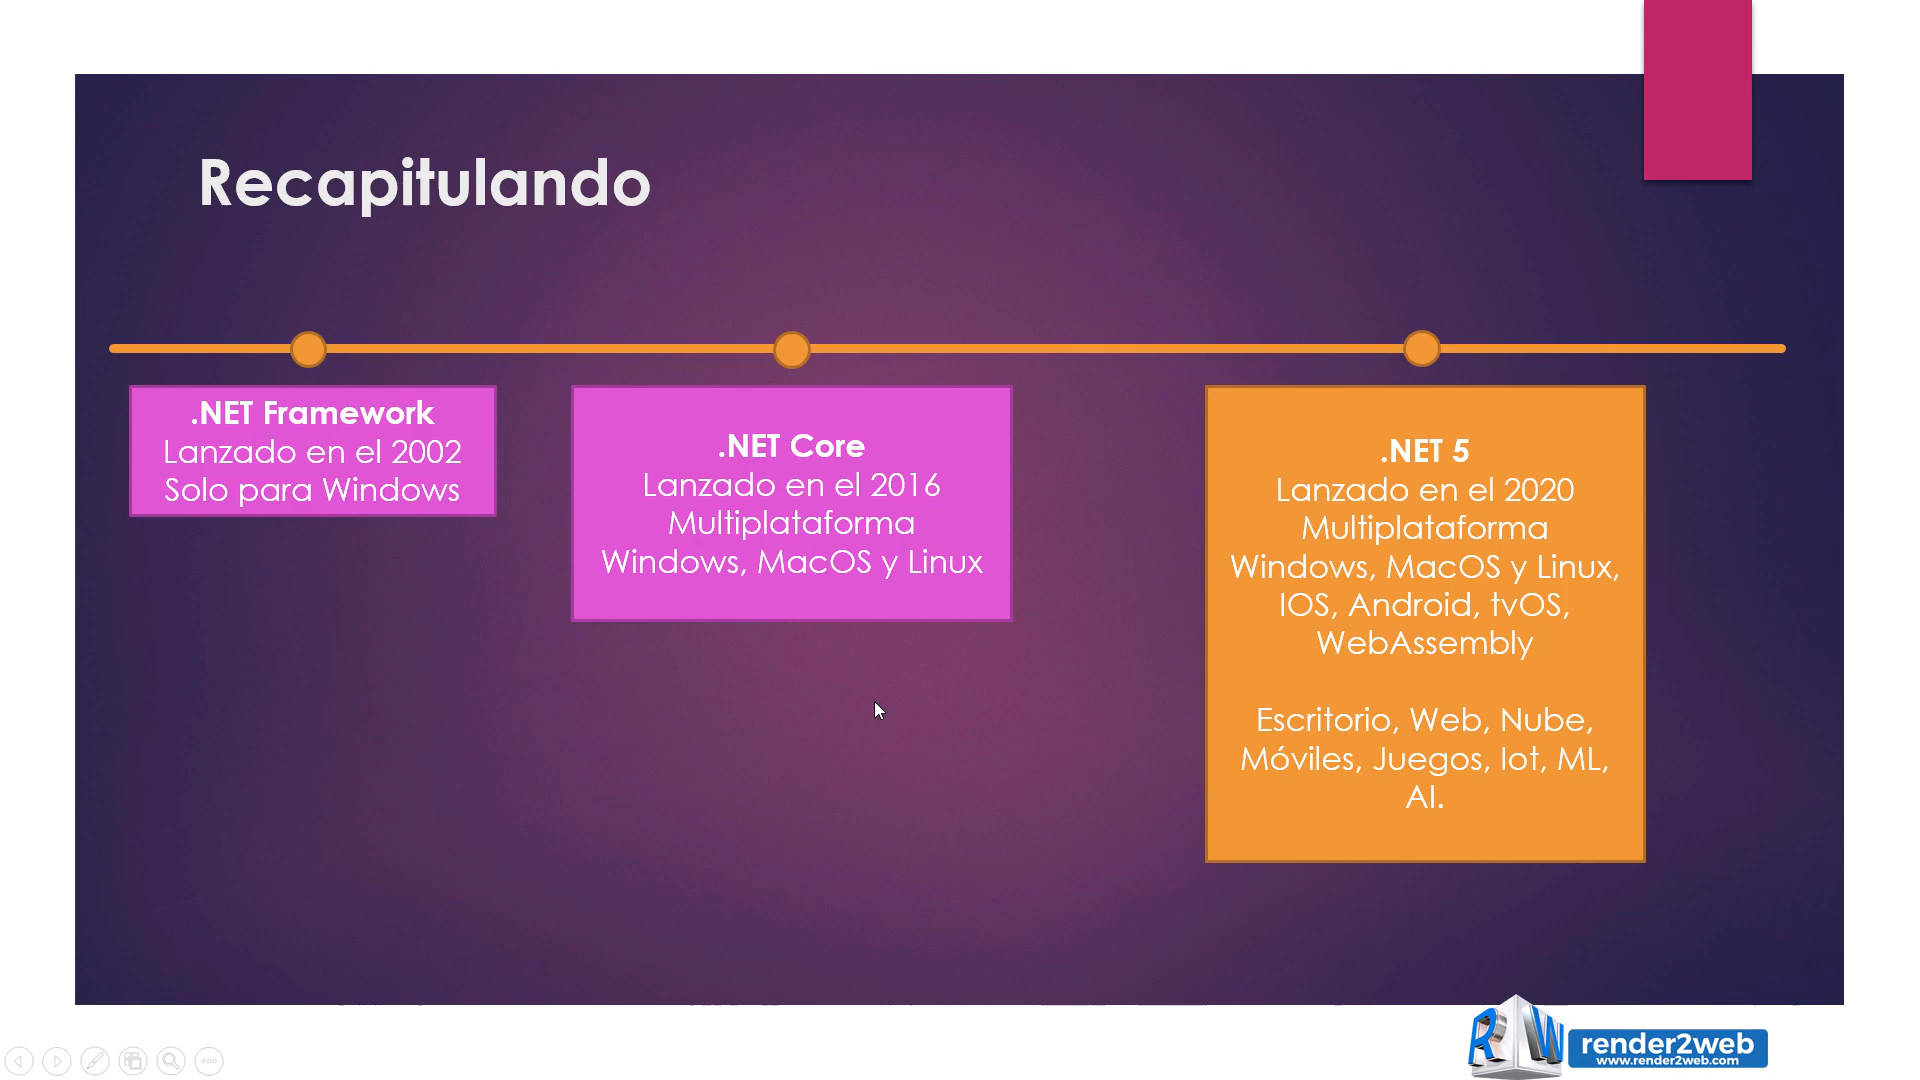 Recapitulando
.NET Framework
Lanzado en el 2002
Solo para Windows
.NET Core
Lanzado en el 2016
Multiplataforma
Windows, MacOS y Linux
.NET 5
Lanzado en el 2020
Multiplataforma
Windows, MacOS y Linux,
IOS, Android, tvOS,
WebAssembly
Escritorio, Web, Nube,
Móviles, Juegos, Iot, ML,
AI.
RW
render2web
www.render2web.com